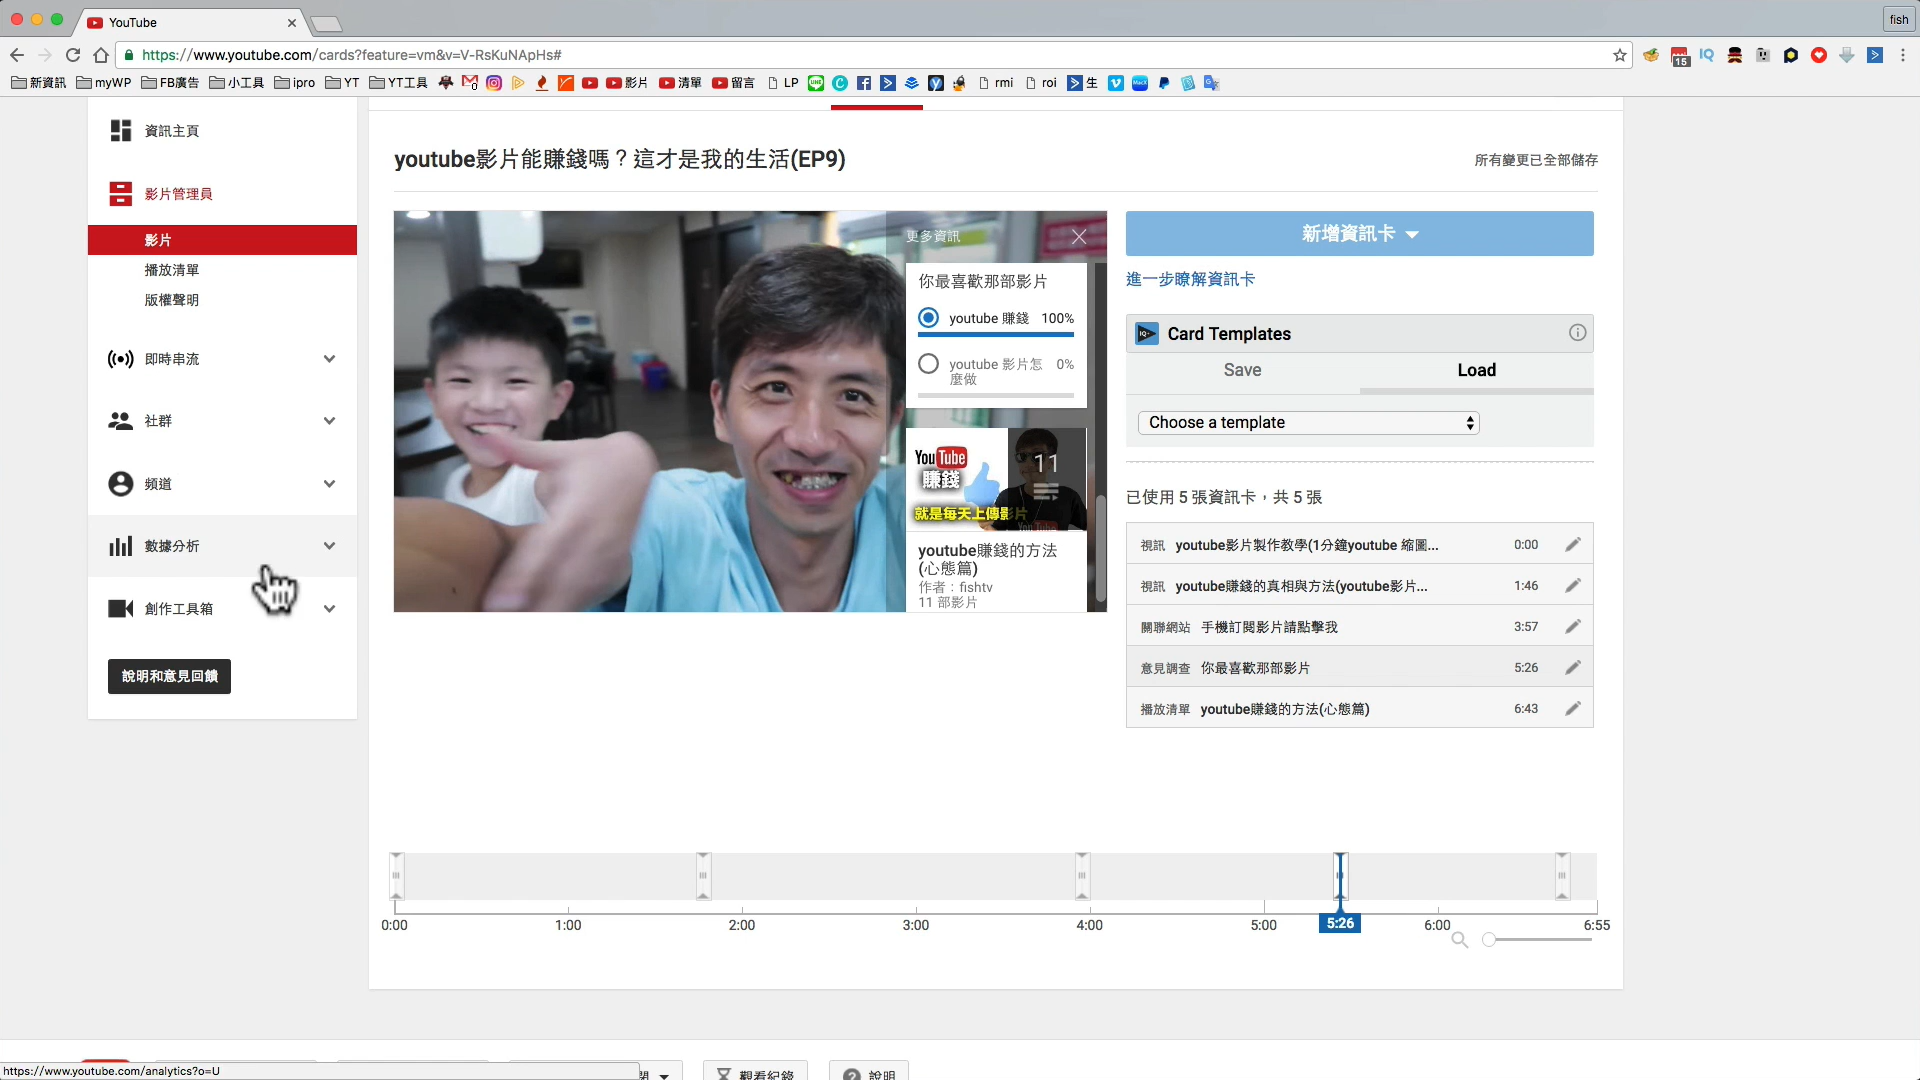 YouTube
fish
https://www.youtube.com/cards?feature=vm&v=V-RsKuNApHs#
15
新資訊 myWP FB廣告 小工具 ipro YT YT工具 影片 清單 留言 LP rmi roi 生
資訊主頁
影片管理員
影片
播放清單
版權聲明
即時串流
社群
頻道
數據分析
創作工具箱
說明和意見回饋
youtube影片能賺錢嗎？這才是我的生活(EP9)
所有變更已全部儲存
更多資訊
你最喜歡那部影片
youtube 賺錢 100%
youtube 影片怎麼做 0%
YouTube
賺錢
就是每天上傳影片
11
youtube賺錢的方法
(心態篇)
作者：fishtv
11 部影片
新增資訊卡
進一步瞭解資訊卡
Card Templates
Save Load
Choose a template
已使用 5 張資訊卡，共 5 張
視訊 youtube影片製作教學(1分鐘youtube 縮圖... 0:00
視訊 youtube賺錢的真相與方法(youtube影片... 1:46
關聯網站 手機訂閱影片請點擊我 3:57
意見調查 你最喜歡那部影片 5:26
播放清單 youtube賺錢的方法(心態篇) 6:43
0:00 1:00 2:00 3:00 4:00 5:00 5:26 6:00 6:55
https://www.youtube.com/analytics?o=U
觀看紀錄
說明